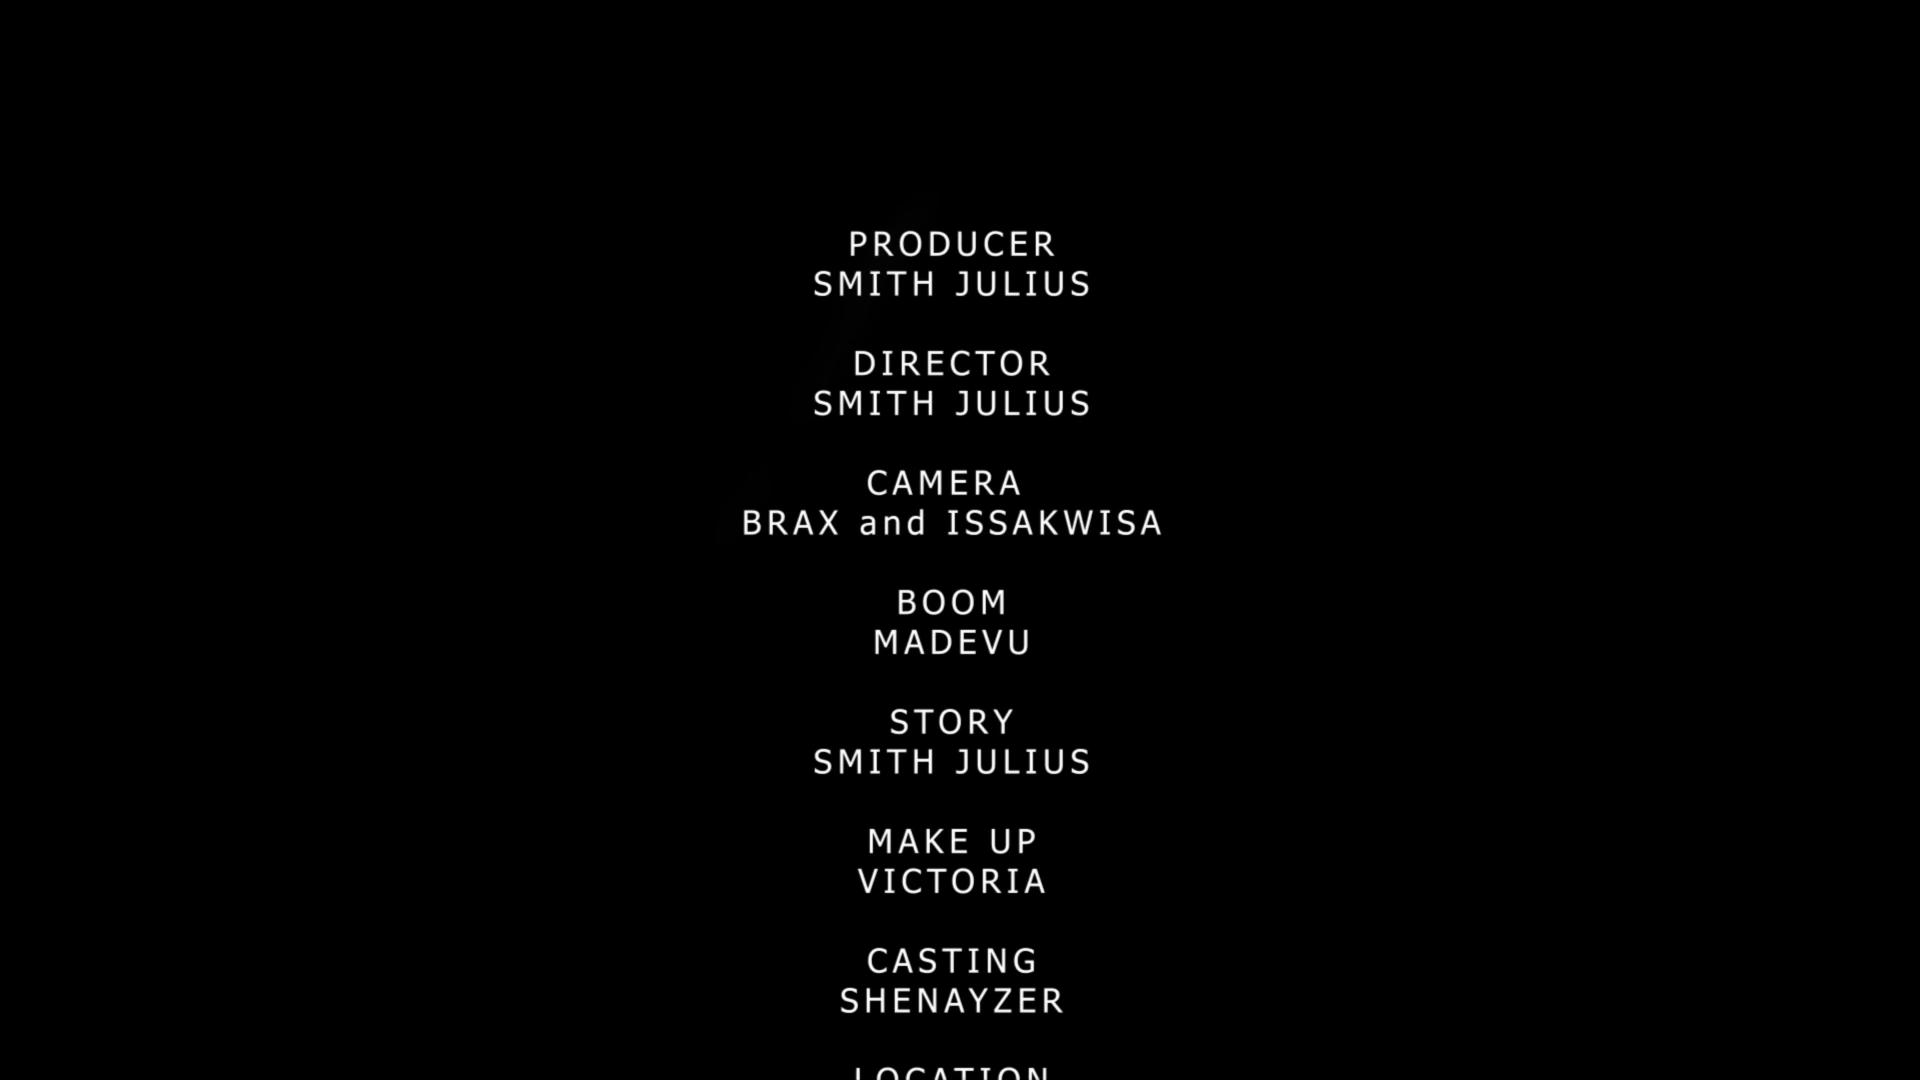 PRODUCER
SMITH JULIUS
DIRECTOR
SMITH JULIUS
CAMERA
BRAX and ISSAKWISA
BOOM
MADEVU
STORY
SMITH JULIUS
MAKE UP
VICTORIA
CASTING
SHENAYZER
LOCATION